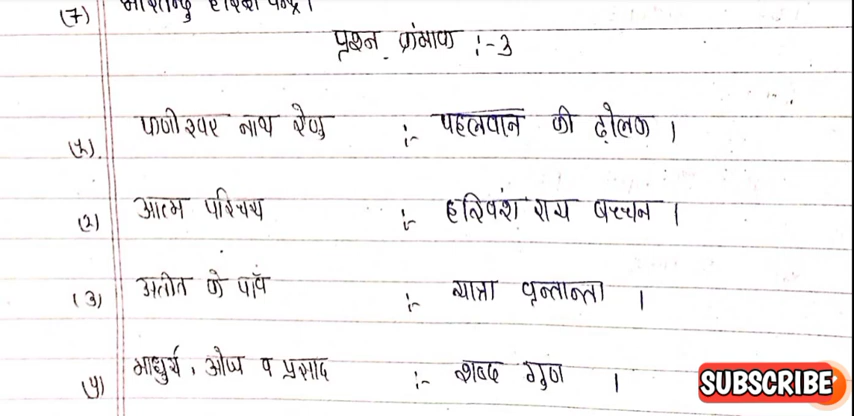 (7) भारतेन्दु हरिश चन्द्र।
प्रश्न क्रंमाक :-3
(1). फणीश्वर नाथ रेणु :- पहलवान की ढ़ोलक ।
(2) आत्म परिचय :- हरिवंश राय बच्चन ।
(3) अतीत के पाँव :- यात्रा वृन्तान्ता ।
(4) माधुर्य, ओज व प्रसाद :- शब्द गुण ।
SUBSCRIBE